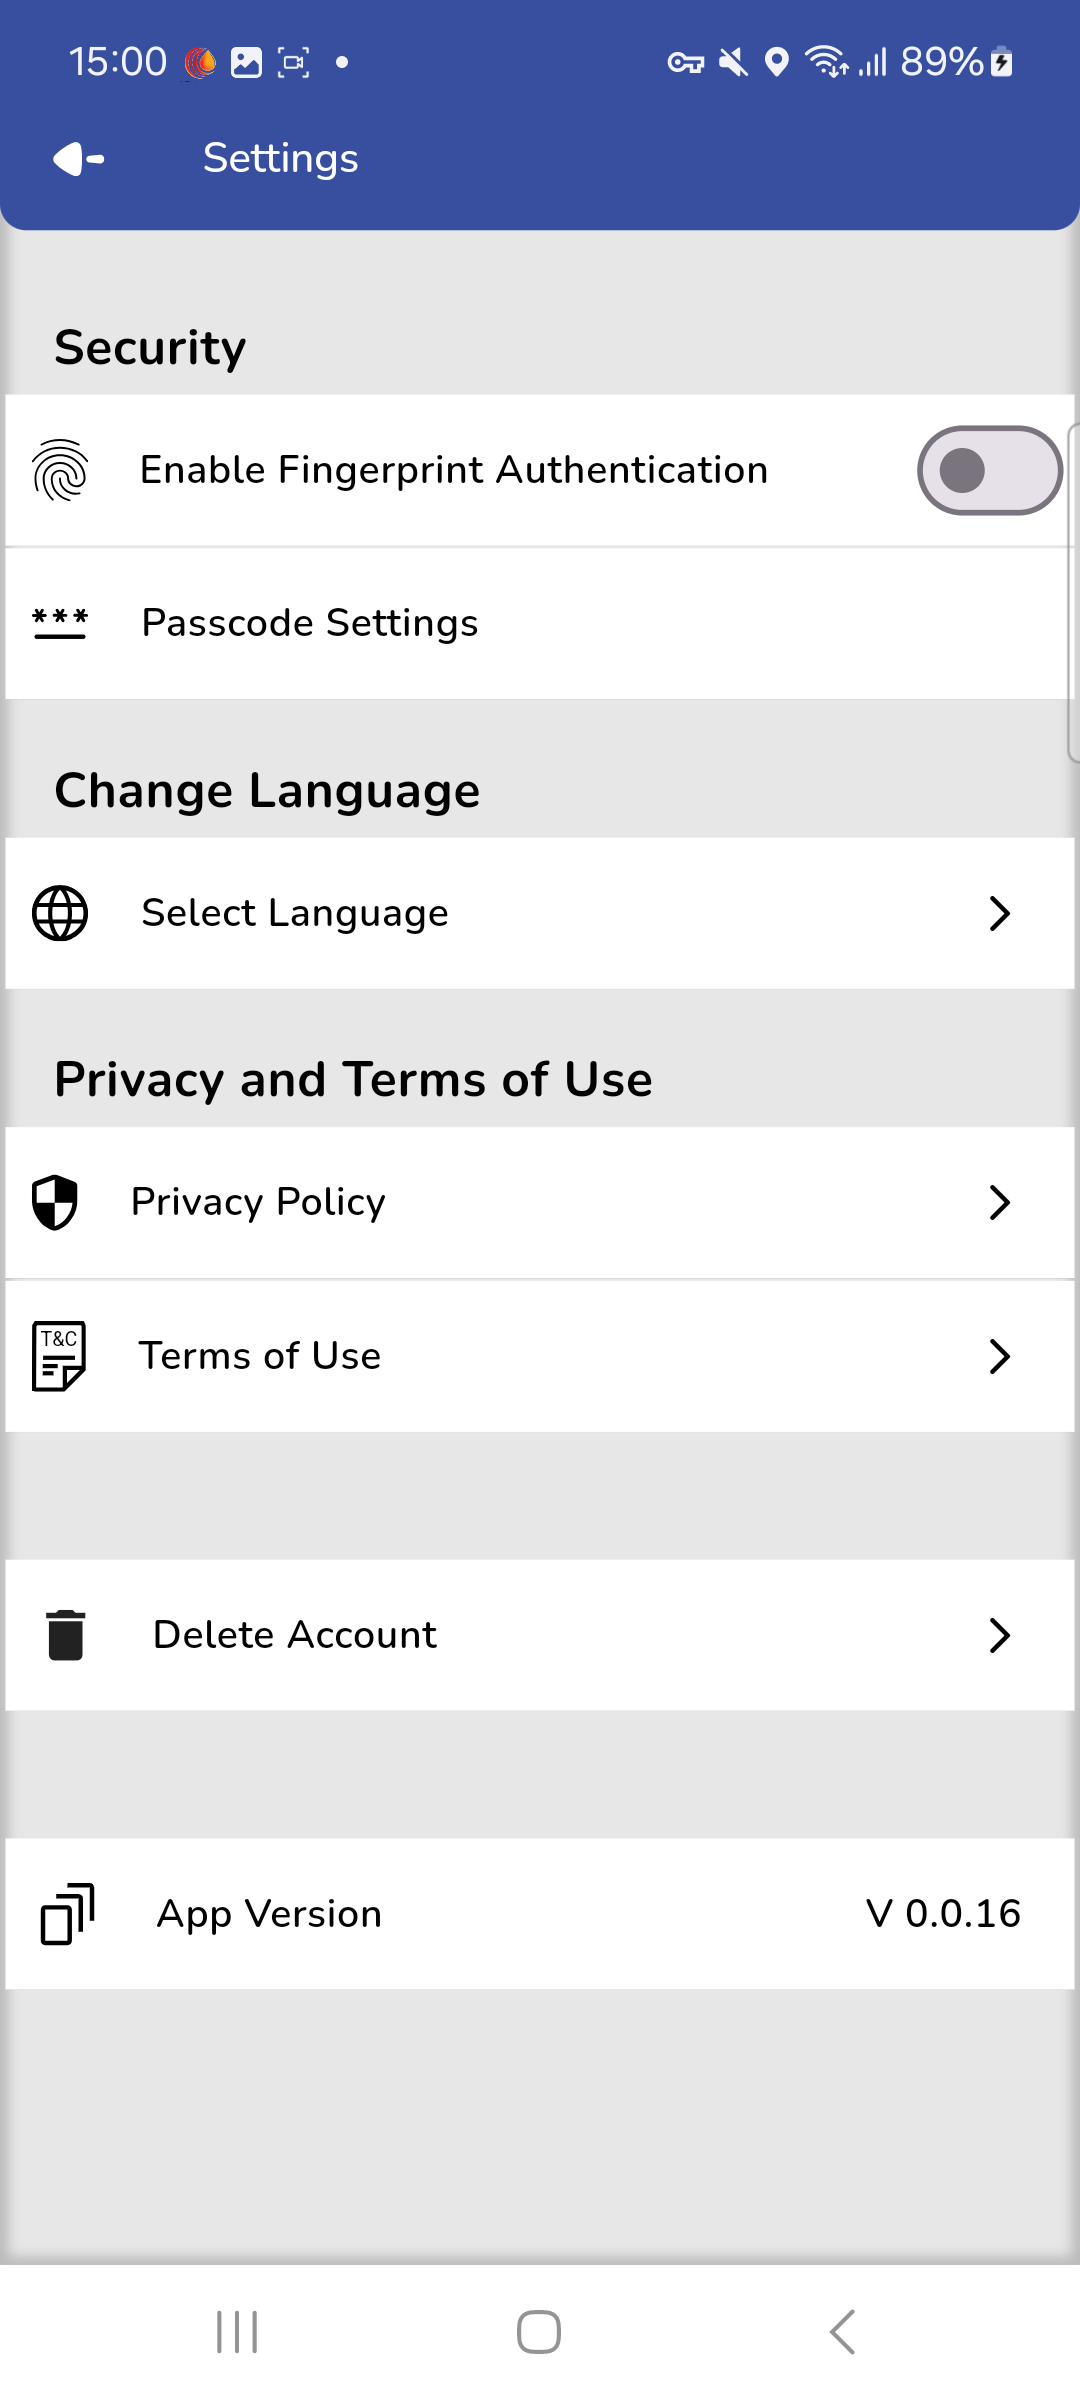 15:00
89%
Settings
Security
Enable Fingerprint Authentication
***
Passcode Settings
Change Language
Select Language
Privacy and Terms of Use
Privacy Policy
T&C
Terms of Use
Delete Account
App Version
V 0.0.16